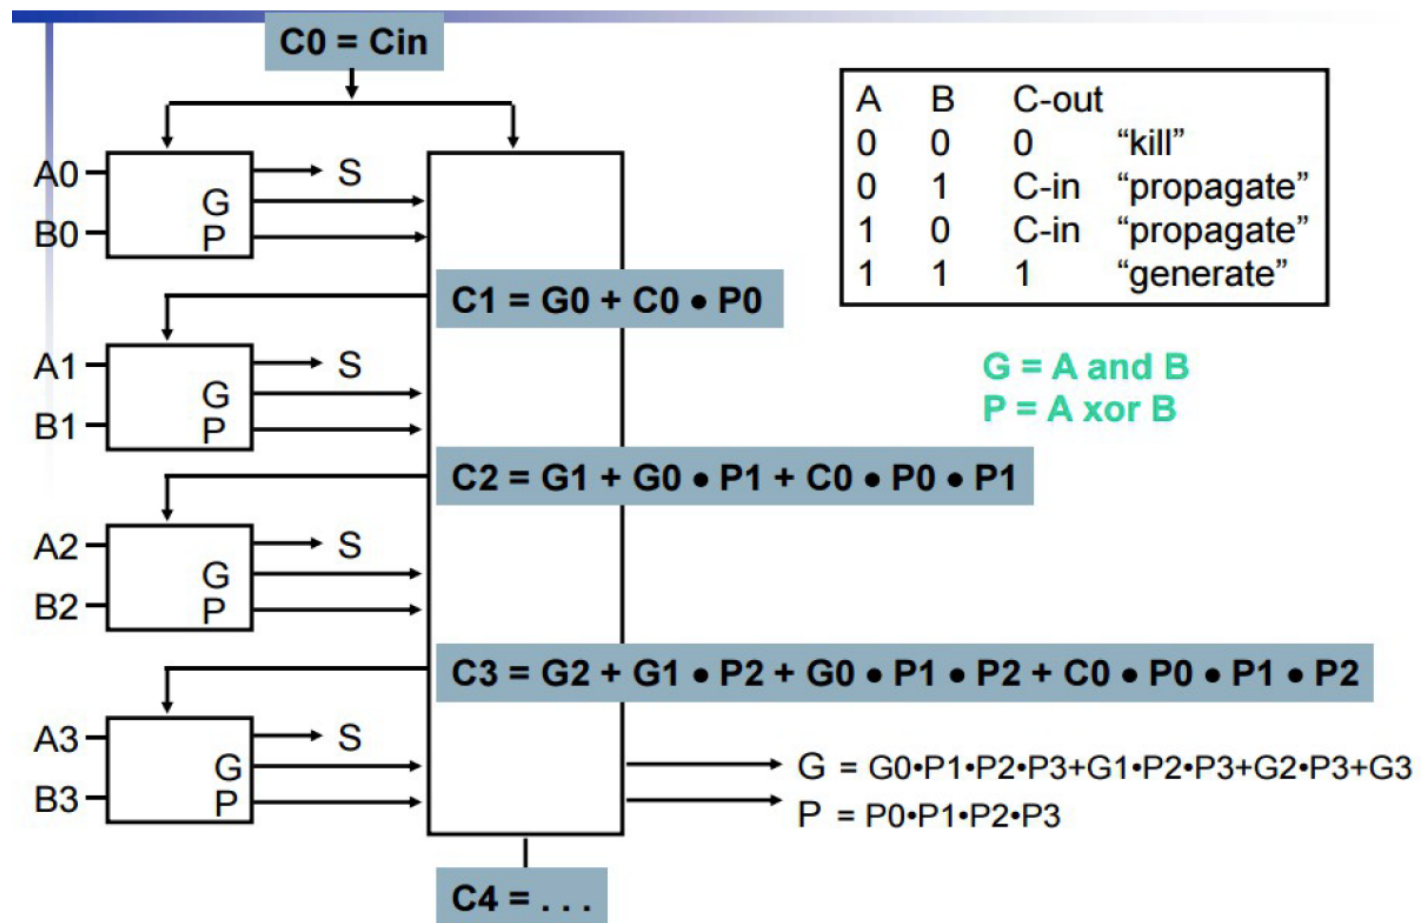 C0 = Cin
A B C-out
0 0 0 “kill”
0 1 C-in “propagate”
1 0 C-in “propagate”
1 1 1 “generate”
G = A and B
P = A xor B
A0 S
G
B0 P
C1 = G0 + C0 • P0
A1 S
G
B1 P
C2 = G1 + G0 • P1 + C0 • P0 • P1
A2 S
G
B2 P
C3 = G2 + G1 • P2 + G0 • P1 • P2 + C0 • P0 • P1 • P2
A3 S
G G = G0•P1•P2•P3+G1•P2•P3+G2•P3+G3
B3 P P = P0•P1•P2•P3
C4 = . . .